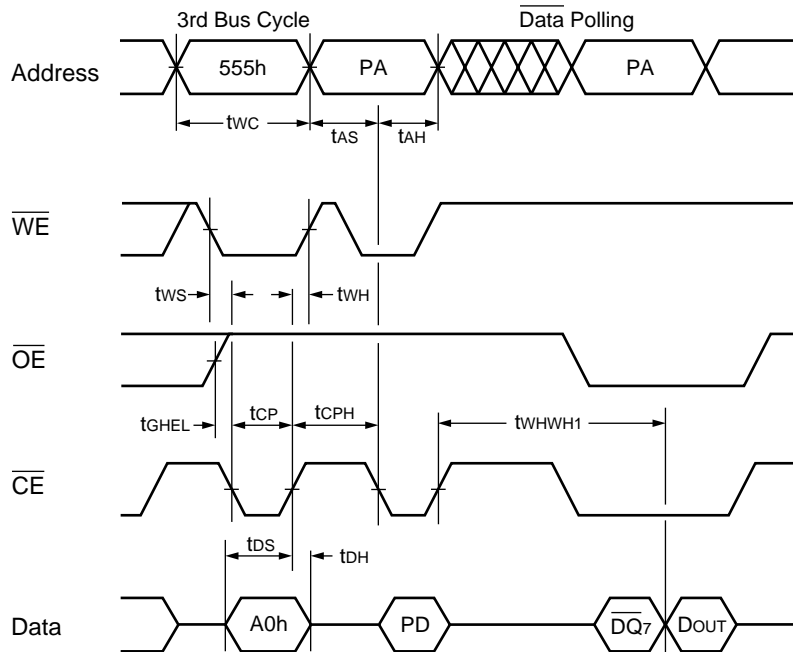 3rd Bus Cycle
Data Polling
Address
555h
PA
PA
tWC
tAS
tAH
WE
tWS
tWH
OE
tGHEL
tCP
tCPH
tWHWH1
CE
tDS
tDH
Data
A0h
PD
DQ7
DOUT